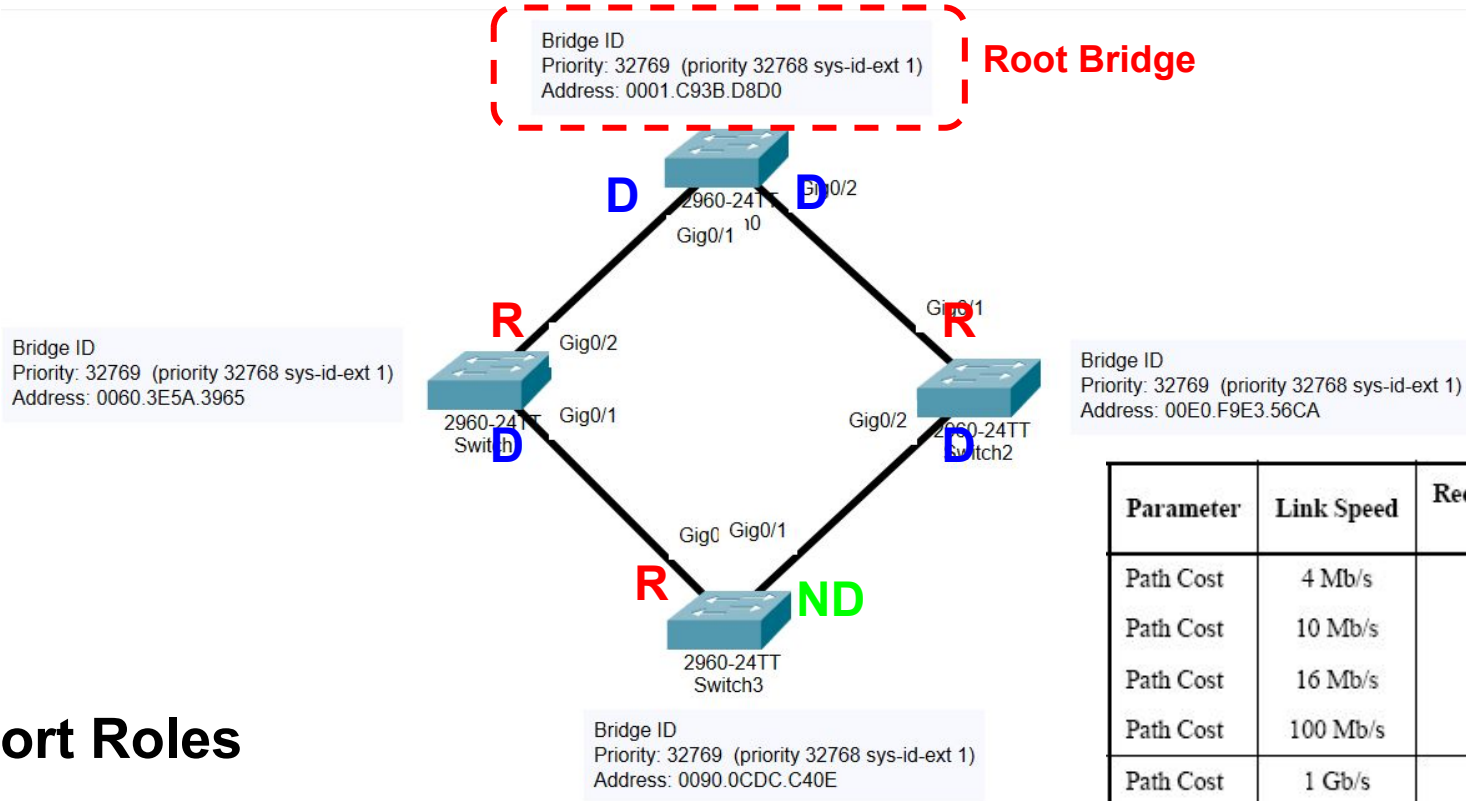 Bridge ID
Priority: 32769 (priority 32768 sys-id-ext 1)
Address: 0001.C93B.D8D0
Root Bridge
D
D
Gig0/2
2960-24TT
Gig0/1
R
Gig0/2
Gig0/1
R
Bridge ID
Priority: 32769 (priority 32768 sys-id-ext 1)
Address: 0060.3E5A.3965
Bridge ID
Priority: 32769 (priority 32768 sys-id-ext 1)
Address: 00E0.F9E3.56CA
2960-24TT
Switch
D
Gig0/1
Gig0/2
2960-24TT
Switch2
D
Gig0
Gig0/1
R
ND
2960-24TT
Switch3
Bridge ID
Priority: 32769 (priority 32768 sys-id-ext 1)
Address: 0090.0CDC.C40E
ort Roles
Parameter Link Speed
Path Cost 4 Mb/s
Path Cost 10 Mb/s
Path Cost 16 Mb/s
Path Cost 100 Mb/s
Path Cost 1 Gb/s